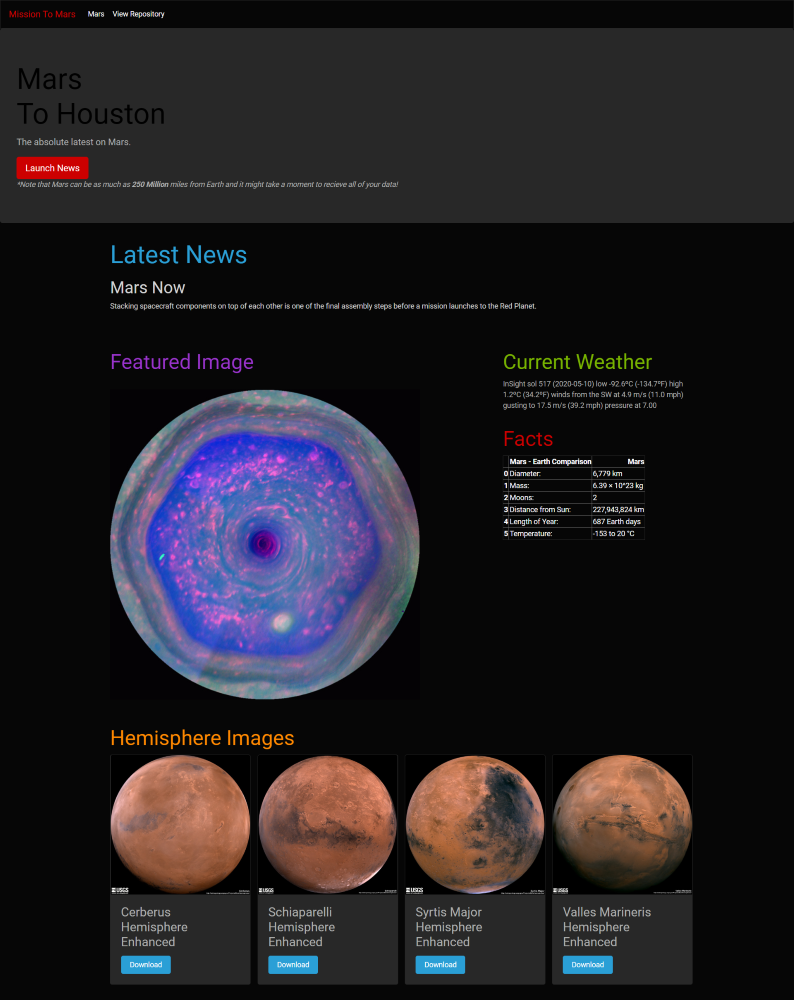 Mission To Mars Mars View Repository
Mars
To Houston
The absolute latest on Mars.
Launch News
*Note that Mars can be as much as 250 Million miles from Earth and it might take a moment to recieve all of your data!
Latest News
Mars Now
Stacking spacecraft components on top of each other is one of the final assembly steps before a mission launches to the Red Planet.
Featured Image
Current Weather
InSight sol 517 (2020-05-10) low -92.6ºC (-134.7ºF) high
1.2ºC (34.2ºF) winds from the SW at 4.9 m/s (11.0 mph)
gusting to 17.5 m/s (39.2 mph) pressure at 7.00
Facts
Mars - Earth Comparison Mars
0 Diameter: 6,779 km
1 Mass: 6.39 × 10^23 kg
2 Moons: 2
3 Distance from Sun: 227,943,824 km
4 Length of Year: 687 Earth days
5 Temperature: -153 to 20 °C
Hemisphere Images
USGS
USGS
USGS
USGS
Cerberus
Hemisphere
Enhanced
Download
Schiaparelli
Hemisphere
Enhanced
Download
Syrtis Major
Hemisphere
Enhanced
Download
Valles Marineris
Hemisphere
Enhanced
Download